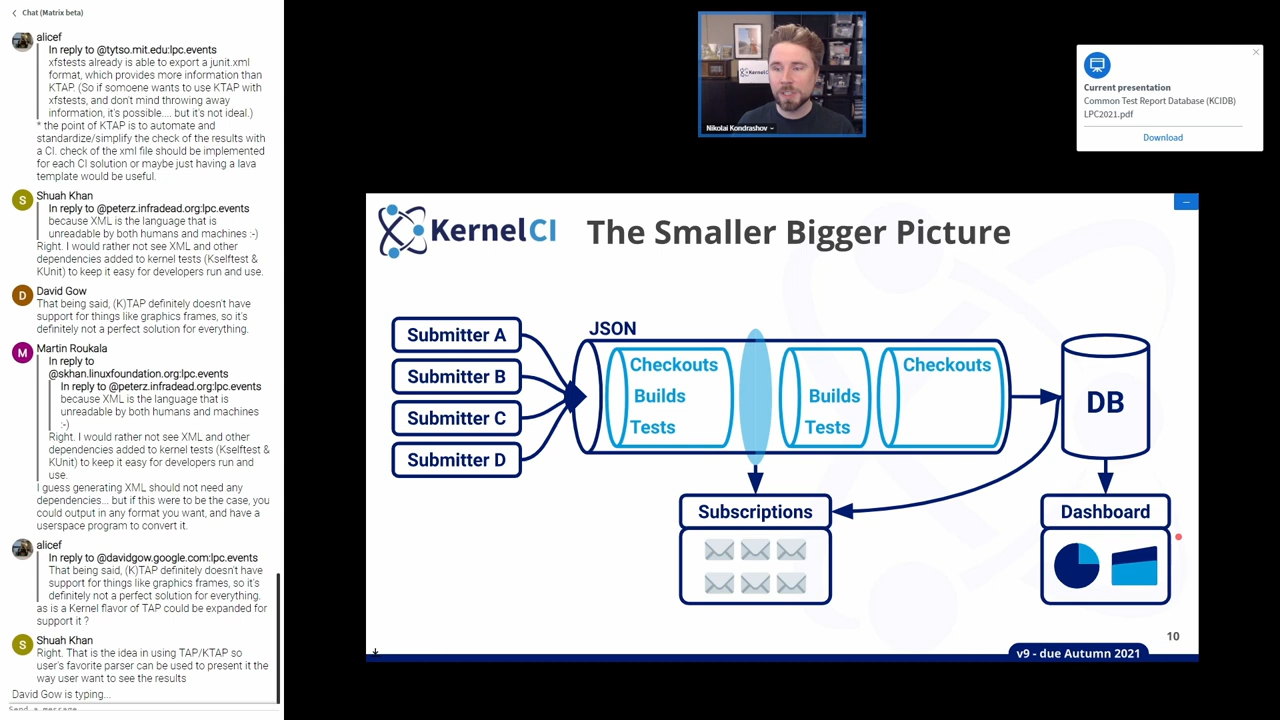 Chat (Matrix beta)
alicef
In reply to @tytso.mit.edu:lpc.events
xfstests already is able to export a junit.xml
format, which provides more information than
KTAP. (So if somoene wants to use KTAP with
xfstests, and don't mind throwing away
information, it's possible... but it's not ideal.)
* the point of KTAP is to automate and
standardize/simplify the check of the results with
a CI. check of the xml file should be implemented
for each CI solution or maybe just having a lava
template would be useful.
S
Shuah Khan
In reply to @peterz.infradead.org:lpc.events
because XML is the language that is
unreadable by both humans and machines :-)
Right. I would rather not see XML and other
dependencies added to kernel tests (Kselftest &
KUnit) to keep it easy for developers run and use.
D
David Gow
That being said, (K)TAP definitely doesn't have
support for things like graphics frames, so it's
definitely not a perfect solution for everything.
M
Martin Roukala
In reply to
@skhan.linuxfoundation.org:lpc.events
In reply to @peterz.infradead.org:lpc.events
because XML is the language that is
unreadable by both humans and machines
:-)
Right. I would rather not see XML and other
dependencies added to kernel tests (Kselftest &
KUnit) to keep it easy for developers run and
use.
I guess generating XML should not need any
dependencies... but if this were to be the case, you
could output in any format you want, and have a
userspace program to convert it.
alicef
In reply to @davidgow.google.com:lpc.events
That being said, (K)TAP definitely doesn't have
support for things like graphics frames, so it's
definitely not a perfect solution for everything.
as is a Kernel flavor of TAP could be expanded for
support it ?
S
Shuah Khan
Right. That is the idea in using TAP/KTAP so
user's favorite parser can be used to present it the
way user want to see the results
David Gow is typing...
Send a message
KernelCI
Nikolai Kondrashov
Current presentation
Common Test Report Database (KCIDB)
LPC2021.pdf
Download
KernelCI
The Smaller Bigger Picture
Submitter A
Submitter B
Submitter C
Submitter D
JSON
Checkouts
Builds
Tests
Builds
Tests
Checkouts
DB
Subscriptions
Dashboard
10
v9 - due Autumn 2021